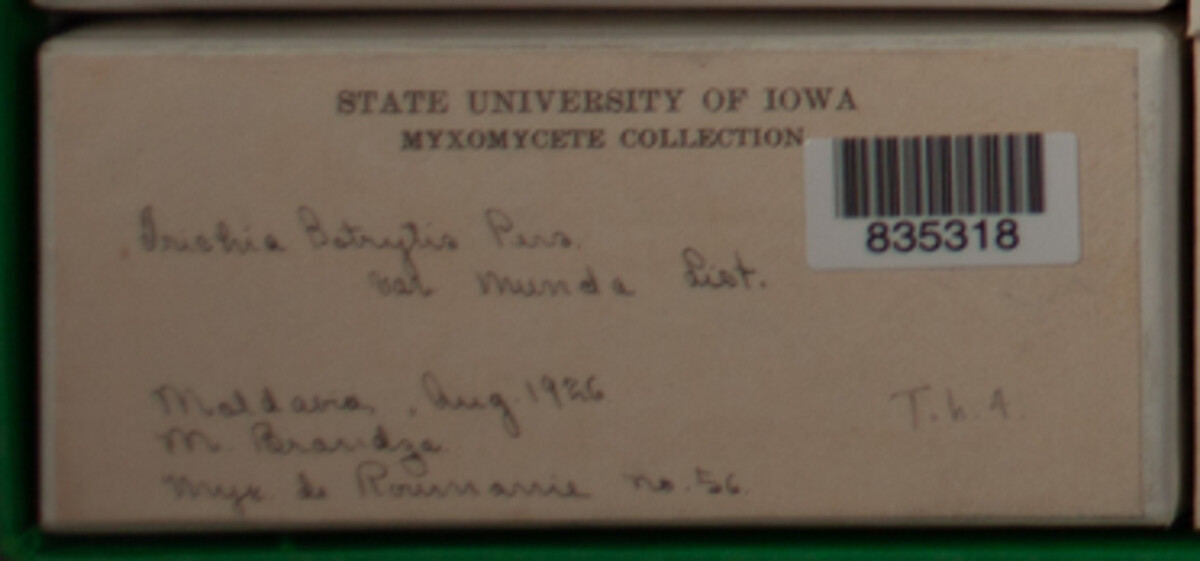 STATE UNIVERSITY OF IOWA
MYXOMYCETE COLLECTION
835318
Trichia Botrytis Pers.
var munda List.
Moldavia, Aug. 1926
M. Brandza
Myx de Roumanie no. 56.
T. h. 4.